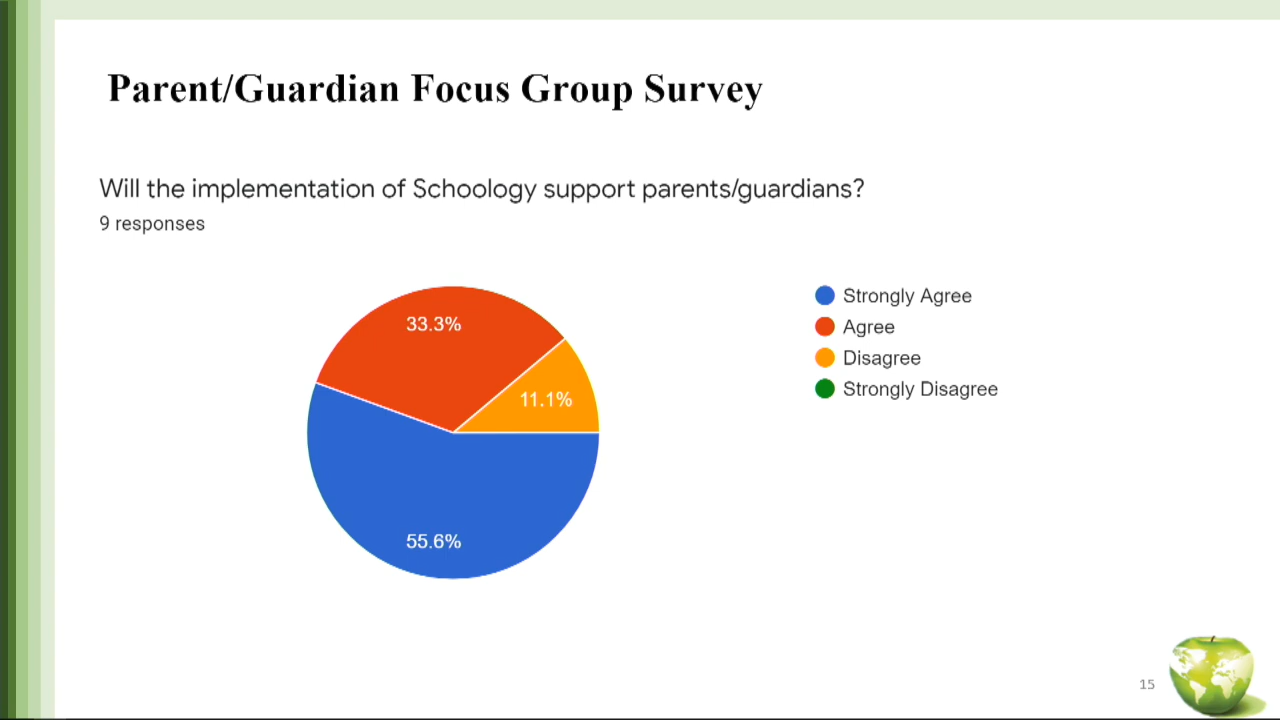 Parent/Guardian Focus Group Survey
Will the implementation of Schoology support parents/guardians?
9 responses
33.3%
11.1%
55.6%
Strongly Agree
Agree
Disagree
Strongly Disagree
15